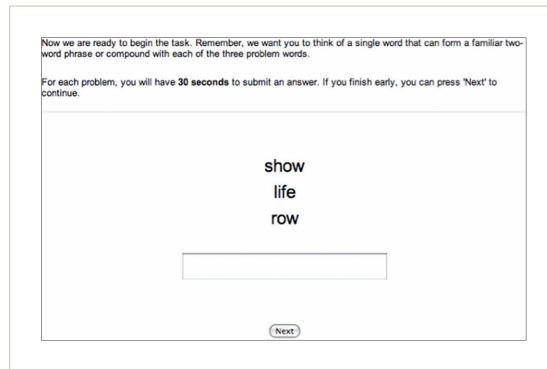 Now we are ready to begin the task. Remember, we want you to think of a single word that can form a familiar two-
word phrase or compound with each of the three problem words.
For each problem, you will have 30 seconds to submit an answer. If you finish early, you can press 'Next' to
continue.
show
life
row
Next